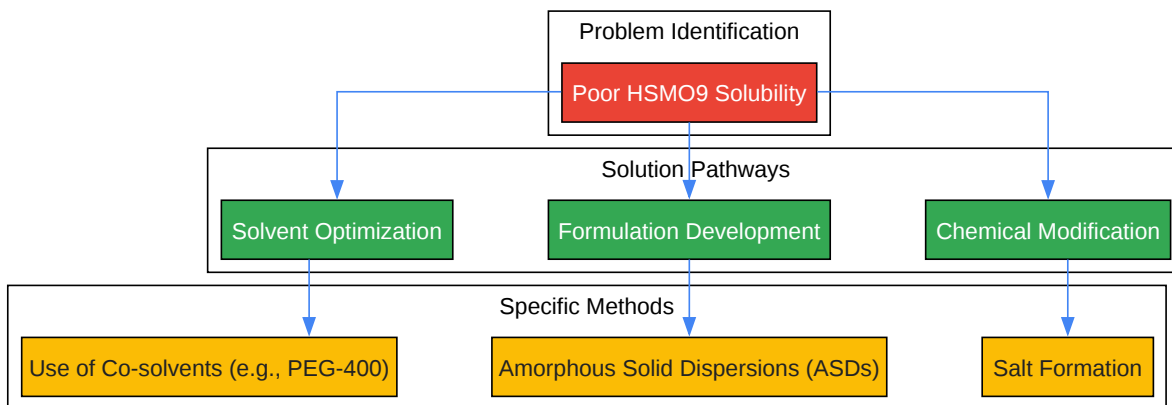 Problem Identification
Poor HSMO9 Solubility
Solution Pathways
Solvent Optimization
Formulation Development
Chemical Modification
Specific Methods
Use of Co-solvents (e.g., PEG-400)
Amorphous Solid Dispersions (ASDs)
Salt Formation